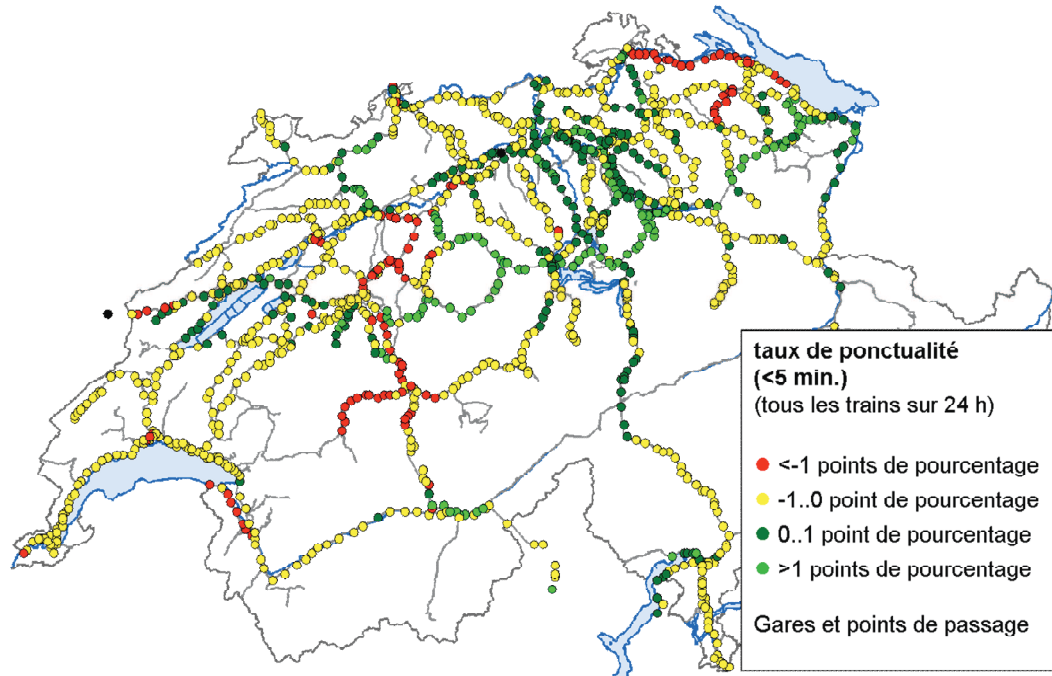 taux de ponctualité
(<5 min.)
(tous les trains sur 24 h)
<-1 points de pourcentage
-1..0 point de pourcentage
0..1 point de pourcentage
>1 points de pourcentage
Gares et points de passage